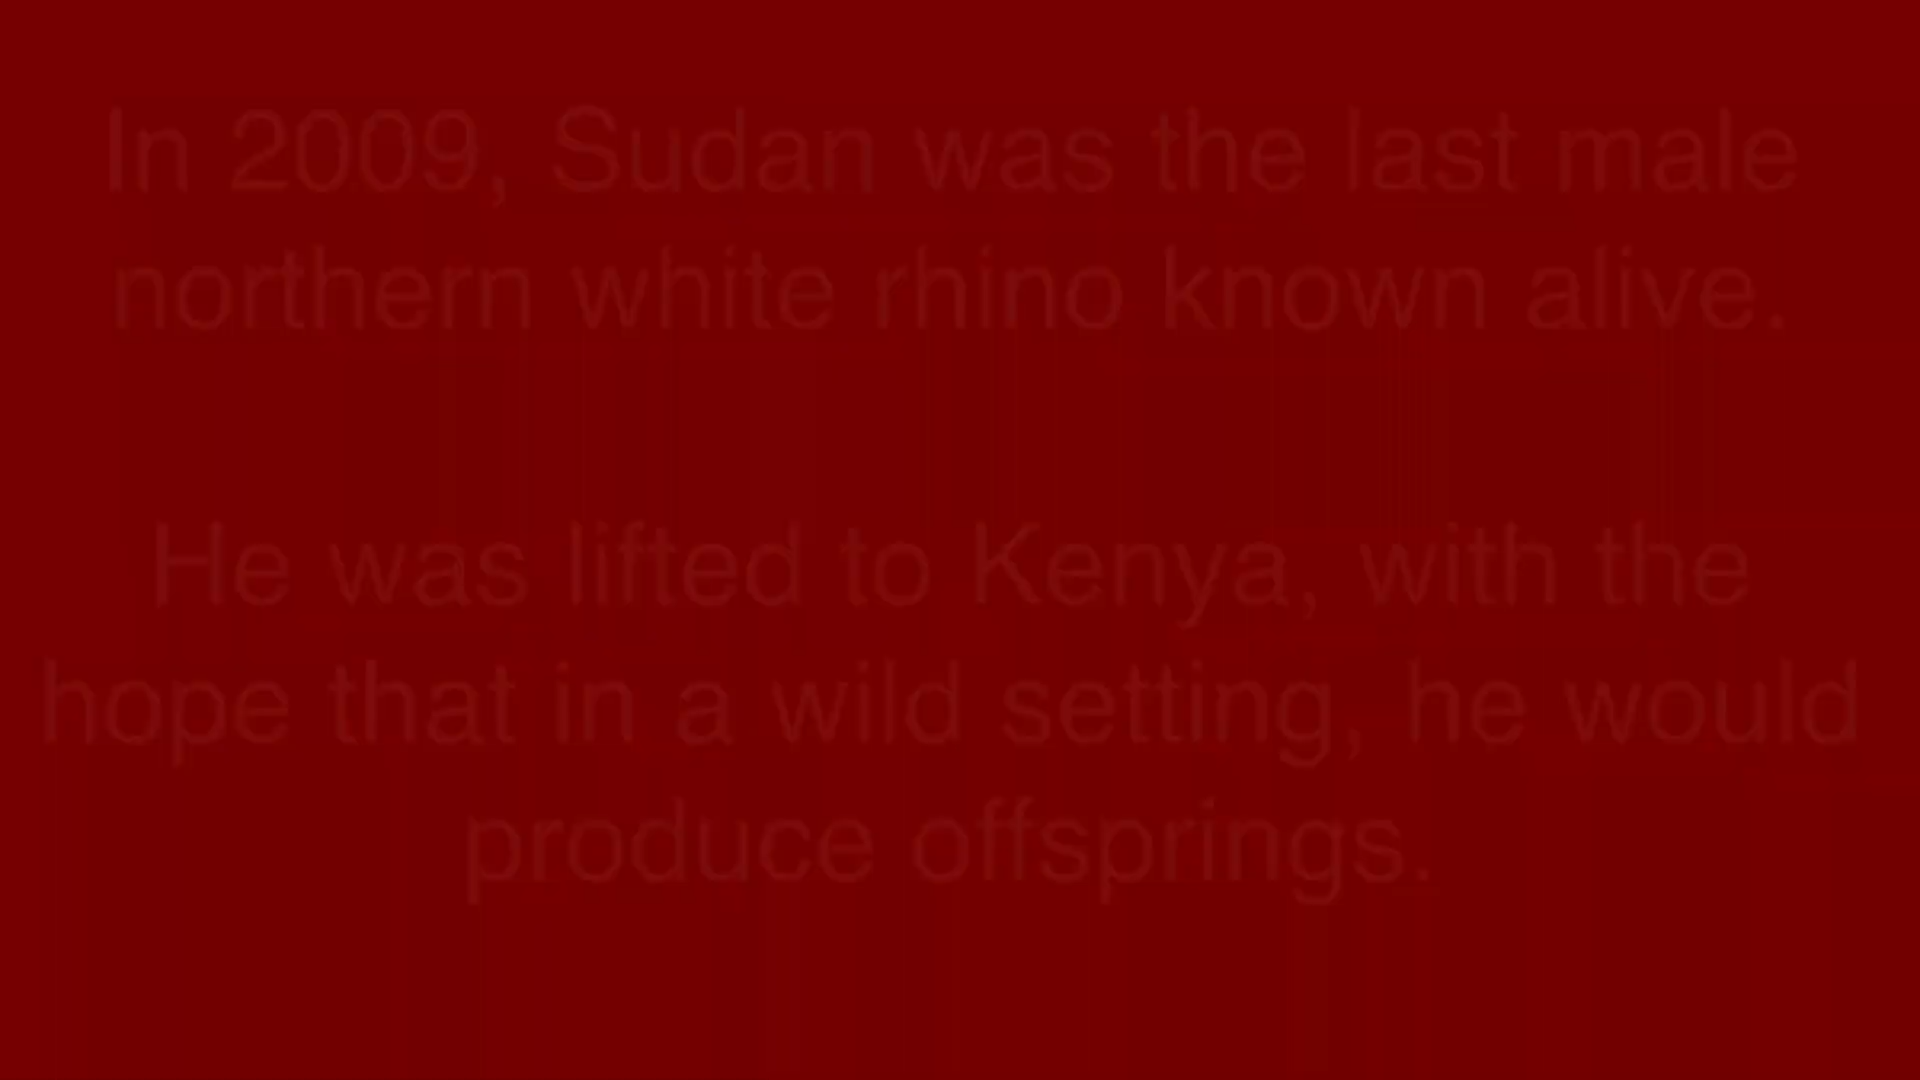 In 2009, Sudan was the last male
northern white rhino known alive.
He was lifted to Kenya, with the
hope that in a wild setting, he would
produce offsprings.